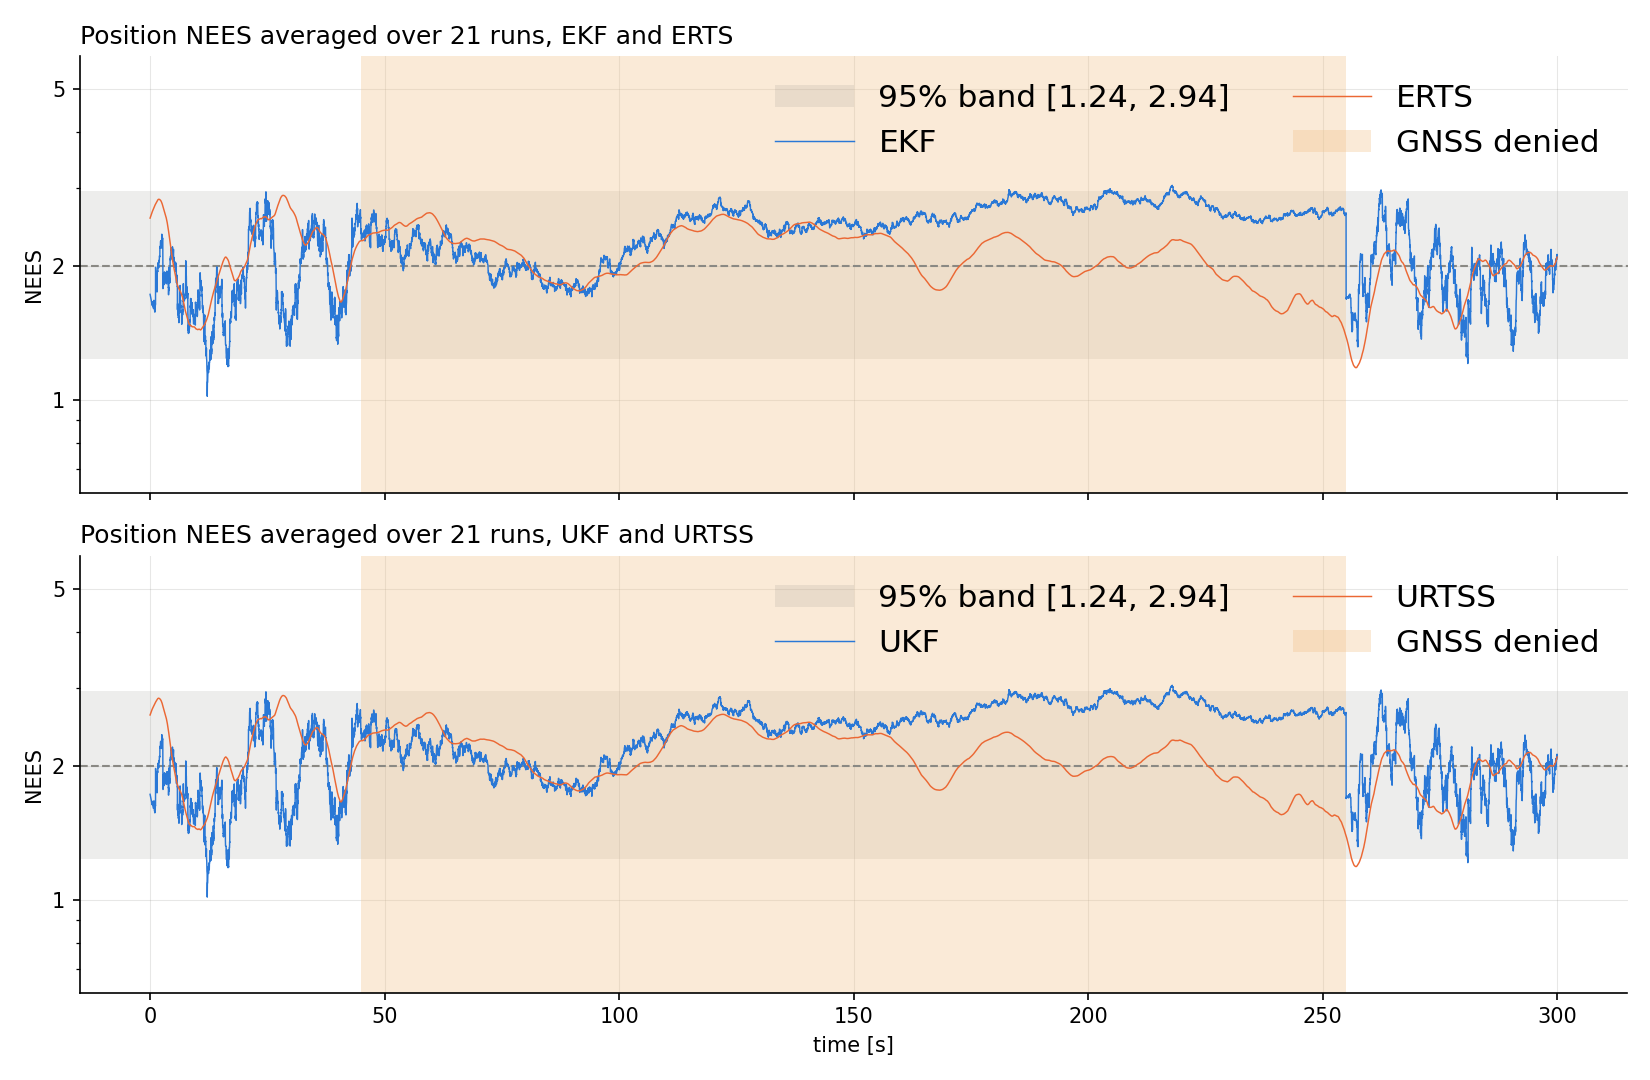 Position NEES averaged over 21 runs, EKF and ERTS
95% band [1.24, 2.94]
EKF
ERTS
GNSS denied
NEES
5
2
1
Position NEES averaged over 21 runs, UKF and URTSS
95% band [1.24, 2.94]
UKF
URTSS
GNSS denied
NEES
5
2
1
0 50 100 150 200 250 300
time [s]